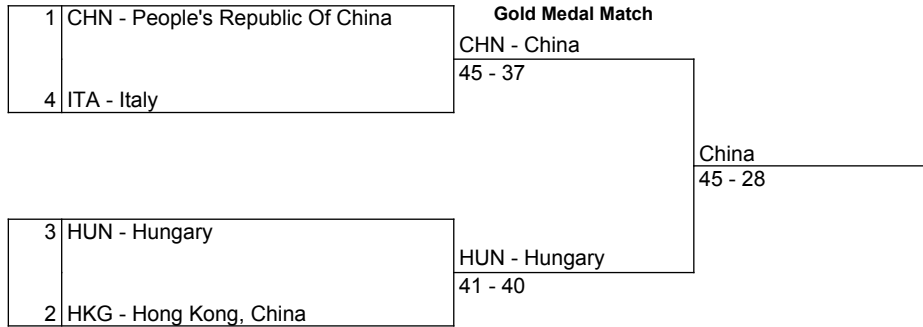 1 CHN - People's Republic Of China
Gold Medal Match
CHN - China
45 - 37
4 ITA - Italy
China
45 - 28
3 HUN - Hungary
HUN - Hungary
41 - 40
2 HKG - Hong Kong, China